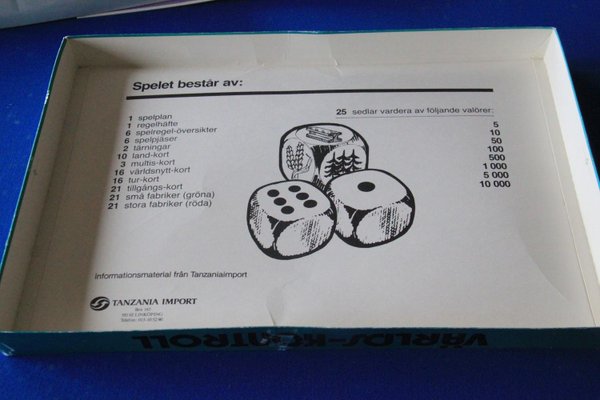 Spelet består av:
1 spelplan
1 regelhäfte
6 spelregel-översikter
6 spelpjäser
2 tärningar
10 land-kort
3 multis-kort
16 världsnytt-kort
16 tur-kort
21 tillgångs-kort
21 små fabriker (gröna)
21 stora fabriker (röda)
25 sedlar vardera av följande valörer:
5
10
50
100
500
1 000
5 000
10 000
Informationsmaterial från Tanzaniaimport
TANZANIA IMPORT
LINKÖPING
VÄRLDS-KONTROLL